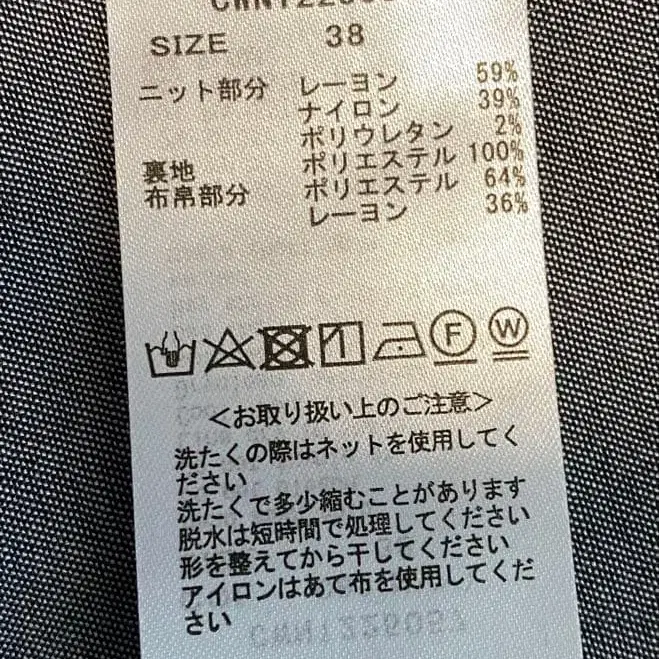 SIZE 38
ニット部分 レーヨン 59%
ナイロン 39%
ポリウレタン 2%
裏地 ポリエステル 100%
布帛部分 ポリエステル 64%
レーヨン 36%
F W
<お取り扱い上のご注意>
洗たくの際はネットを使用してく
ださい
洗たくで多少縮むことがあります
脱水は短時間で処理してください
形を整えてから干してください
アイロンはあて布を使用してくだ
さい